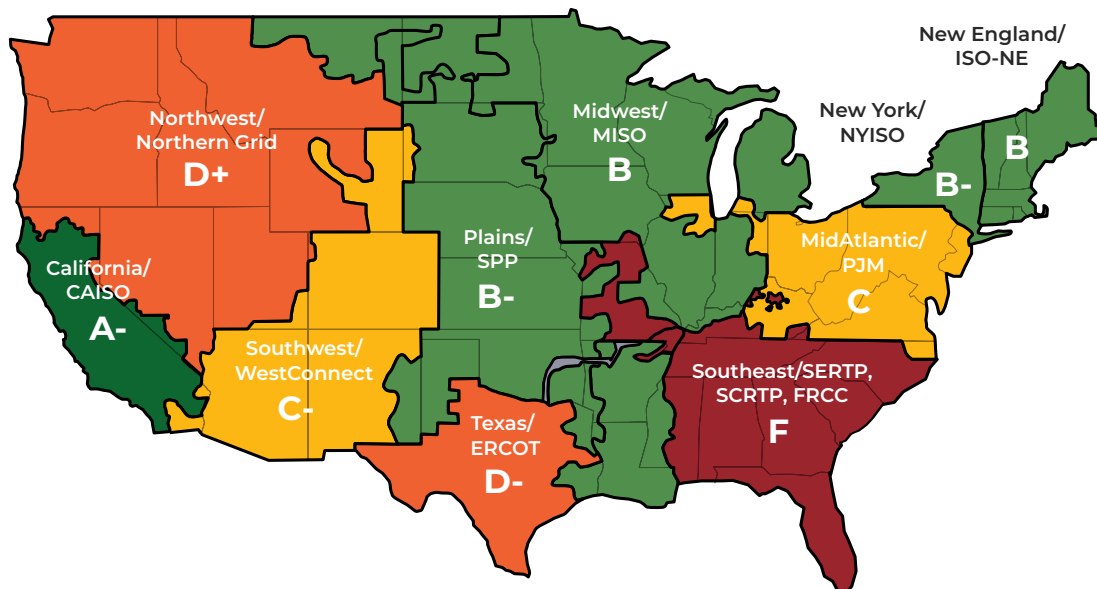 New England/
ISO-NE
B
New York/
NYISO
B-
Midwest/
MISO
B
Northwest/
Northern Grid
D+
MidAtlantic/
PJM
C
Plains/
SPP
B-
California/
CAISO
A-
Southwest/
WestConnect
C-
Southeast/SERTP,
SCRTP, FRCC
F
Texas/
ERCOT
D-